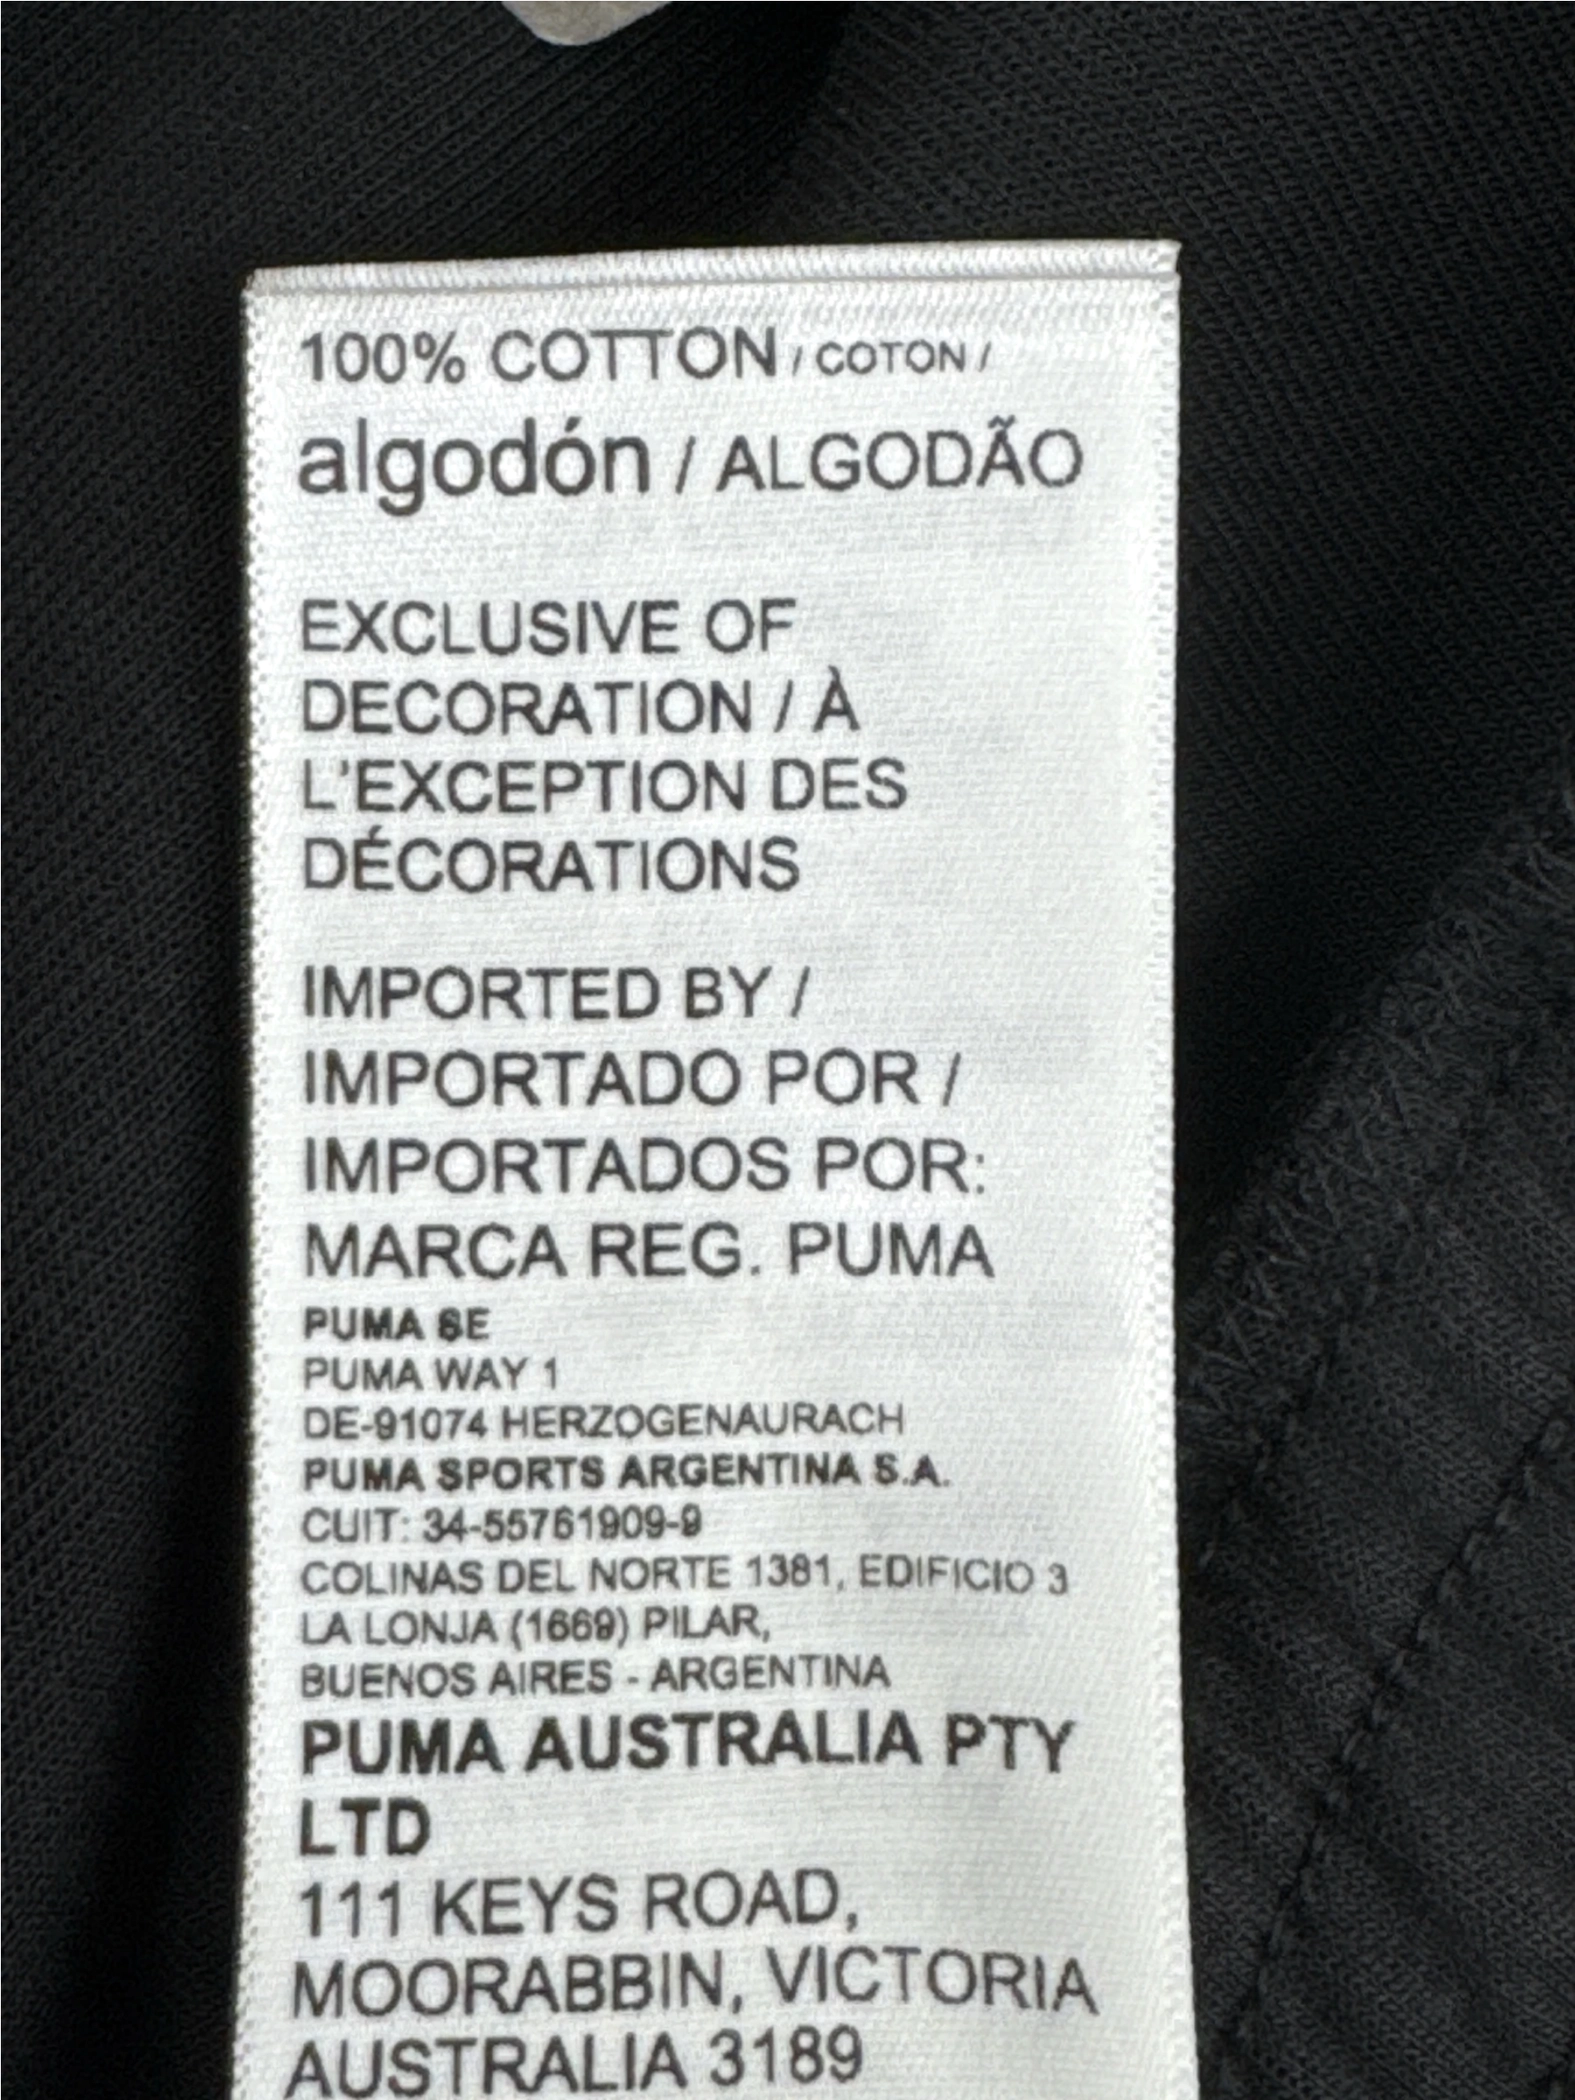 100% COTTON / COTON /
algodón / ALGODÃO
EXCLUSIVE OF
DECORATION / À
L'EXCEPTION DES
DÉCORATIONS
IMPORTED BY /
IMPORTADO POR /
IMPORTADOS POR:
MARCA REG. PUMA
PUMA SE
PUMA WAY 1
DE-91074 HERZOGENAURACH
PUMA SPORTS ARGENTINA S.A.
CUIT: 34-55761909-9
COLINAS DEL NORTE 1381, EDIFICIO 3
LA LONJA (1669) PILAR,
BUENOS AIRES - ARGENTINA
PUMA AUSTRALIA PTY
LTD
111 KEYS ROAD,
MOORABBIN, VICTORIA
AUSTRALIA 3189